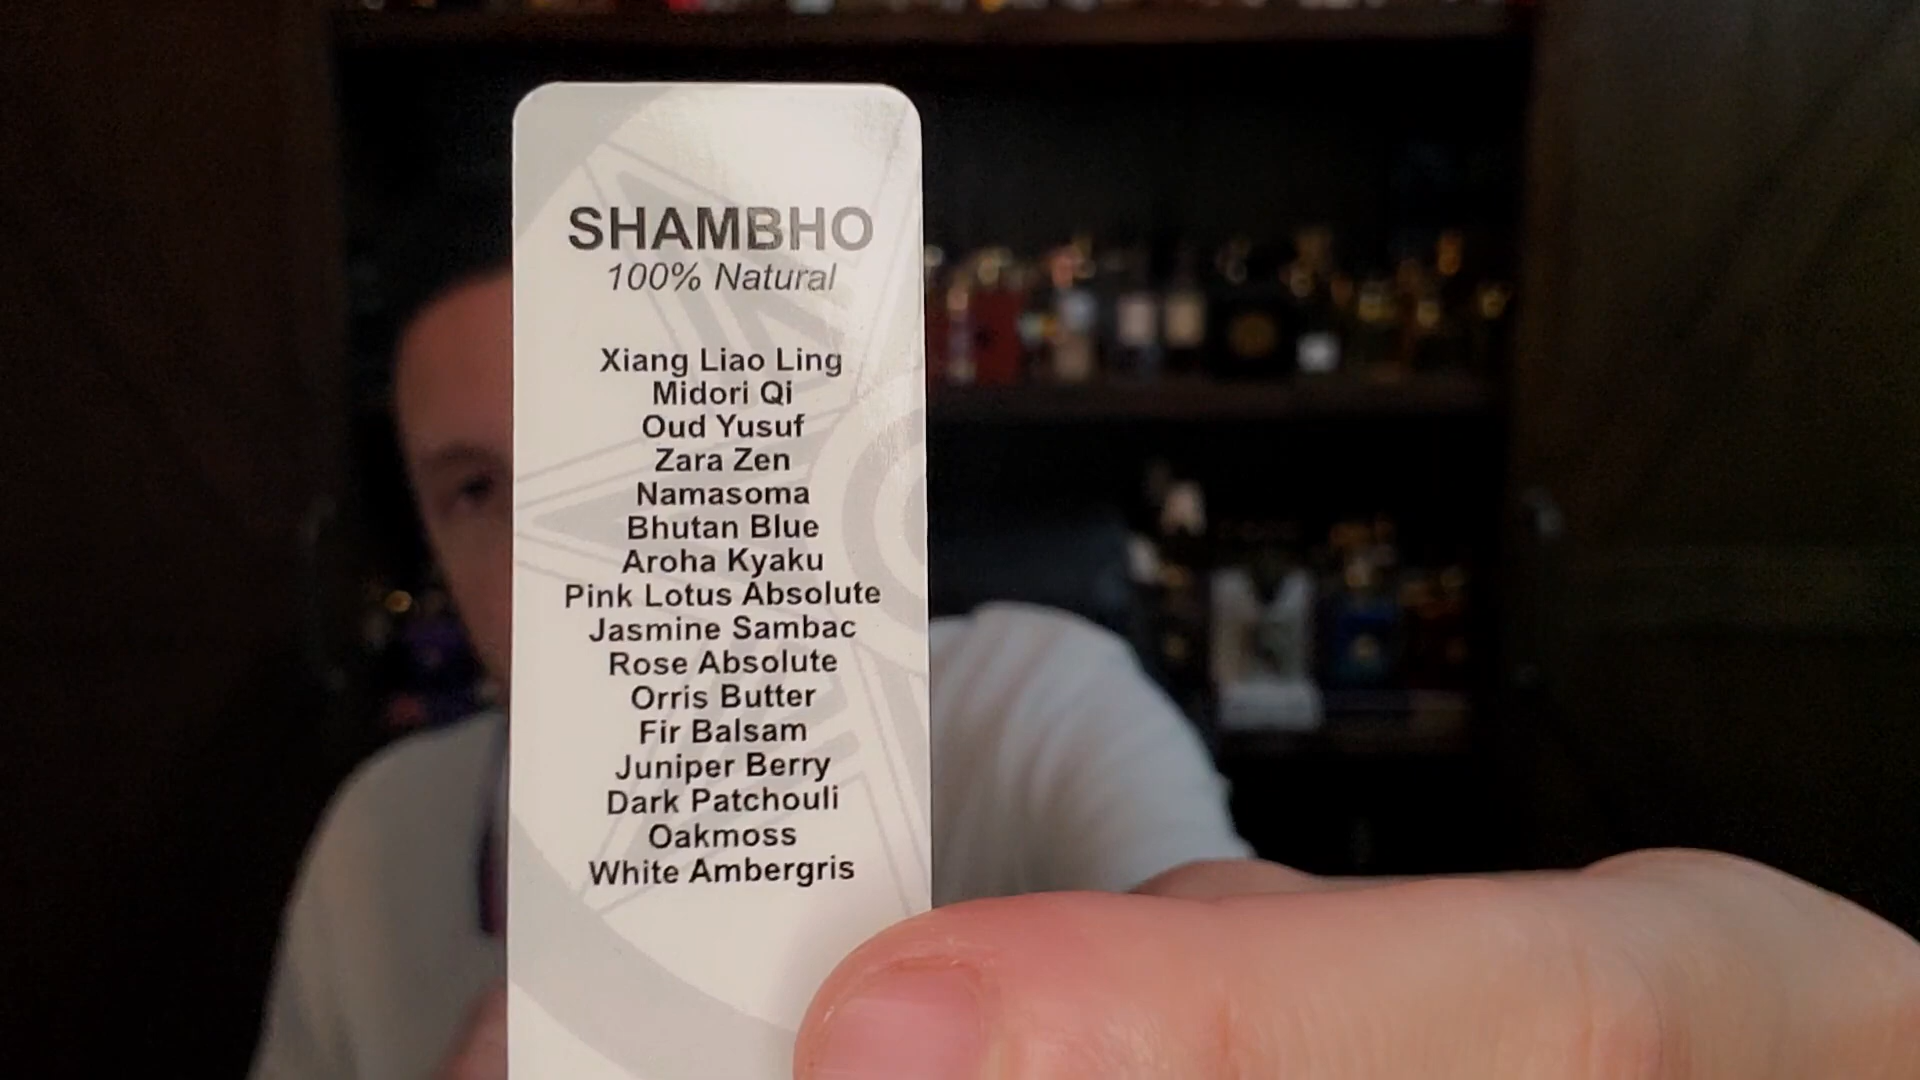 SHAMBHO
100% Natural
Xiang Liao Ling
Midori Qi
Oud Yusuf
Zara Zen
Namasoma
Bhutan Blue
Aroha Kyaku
Pink Lotus Absolute
Jasmine Sambac
Rose Absolute
Orris Butter
Fir Balsam
Juniper Berry
Dark Patchouli
Oakmoss
White Ambergris